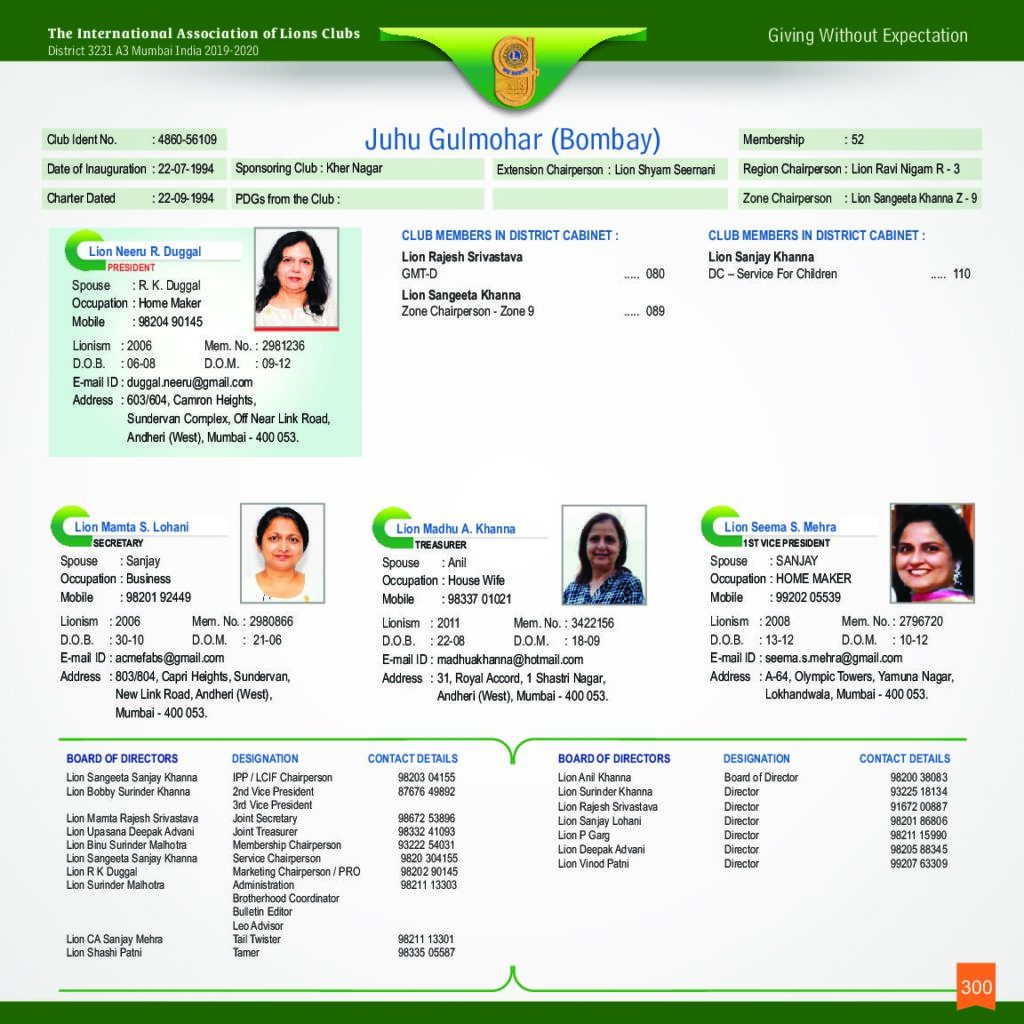 The International Association of Lions Clubs
District 3231 A3 Mumbai India 2019-2020
Giving Without Expectation
WE SERVE
Juhu Gulmohar (Bombay)
Club Ident No. : 4860-56109
Membership : 52
Date of Inauguration : 22-07-1994
Sponsoring Club : Kher Nagar
Extension Chairperson : Lion Shyam Seernani
Region Chairperson : Lion Ravi Nigam R - 3
Charter Dated : 22-09-1994
PDGs from the Club :
Zone Chairperson : Lion Sangeeta Khanna Z - 9
Lion Neeru R. Duggal
PRESIDENT
Spouse : R. K. Duggal
Occupation : Home Maker
Mobile : 98204 90145
Lionism : 2006 Mem. No. : 2981236
D.O.B. : 06-08 D.O.M. : 09-12
E-mail ID : duggal.neeru@gmail.com
Address : 603/604, Camron Heights,
Sundervan Complex, Off Near Link Road,
Andheri (West), Mumbai - 400 053.
CLUB MEMBERS IN DISTRICT CABINET :
Lion Rajesh Srivastava
GMT-D ..... 080
Lion Sangeeta Khanna
Zone Chairperson - Zone 9 ..... 089
CLUB MEMBERS IN DISTRICT CABINET :
Lion Sanjay Khanna
DC – Service For Children ..... 110
Lion Mamta S. Lohani
SECRETARY
Spouse : Sanjay
Occupation : Business
Mobile : 98201 92449
Lionism : 2006 Mem. No. : 2980866
D.O.B. : 30-10 D.O.M. : 21-06
E-mail ID : acmefabs@gmail.com
Address : 803/804, Capri Heights, Sundervan,
New Link Road, Andheri (West),
Mumbai - 400 053.
Lion Madhu A. Khanna
TREASURER
Spouse : Anil
Occupation : House Wife
Mobile : 98337 01021
Lionism : 2011 Mem. No. : 3422156
D.O.B. : 22-08 D.O.M. : 18-09
E-mail ID : madhuakhanna@hotmail.com
Address : 31, Royal Accord, 1 Shastri Nagar,
Andheri (West), Mumbai - 400 053.
Lion Seema S. Mehra
1ST VICE PRESIDENT
Spouse : SANJAY
Occupation : HOME MAKER
Mobile : 99202 05539
Lionism : 2008 Mem. No. : 2796720
D.O.B. : 13-12 D.O.M. : 10-12
E-mail ID : seema.s.mehra@gmail.com
Address : A-64, Olympic Towers, Yamuna Nagar,
Lokhandwala, Mumbai - 400 053.
BOARD OF DIRECTORS DESIGNATION CONTACT DETAILS
Lion Sangeeta Sanjay Khanna IPP / LCIF Chairperson 98203 04155
Lion Bobby Surinder Khanna 2nd Vice President 87676 49892
3rd Vice President
Lion Mamta Rajesh Srivastava Joint Secretary 98672 53896
Lion Upasana Deepak Advani Joint Treasurer 98332 41093
Lion Binu Surinder Malhotra Membership Chairperson 93222 54031
Lion Sangeeta Sanjay Khanna Service Chairperson 9820 304155
Lion R K Duggal Marketing Chairperson / PRO 98202 90145
Lion Surinder Malhotra Administration 98211 13303
Brotherhood Coordinator
Bulletin Editor
Leo Advisor
Lion CA Sanjay Mehra Tail Twister 98211 13301
Lion Shashi Patni Tamer 98335 05587
BOARD OF DIRECTORS DESIGNATION CONTACT DETAILS
Lion Anil Khanna Board of Director 98200 38083
Lion Surinder Khanna Director 93225 18134
Lion Rajesh Srivastava Director 91672 00887
Lion Sanjay Lohani Director 98201 86806
Lion P Garg Director 98211 15990
Lion Deepak Advani Director 98205 88345
Lion Vinod Patni Director 99207 63309
300